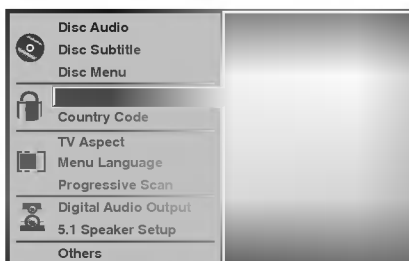 Disc Audio
Disc Subtitle
Disc Menu
Country Code
TV Aspect
Menu Language
Progressive Scan
Digital Audio Output
5.1 Speaker Setup
Others